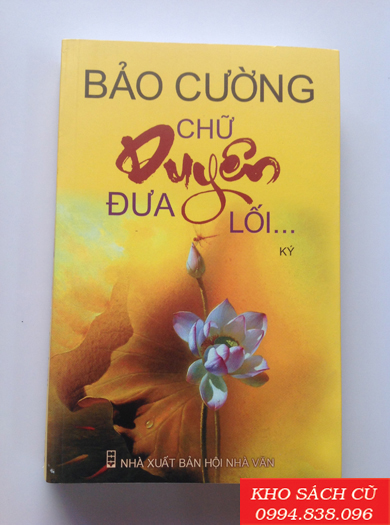 BẢO CƯỜNG
CHỮ
Duyên
ĐƯA
LỐI...
KÝ
NHÀ XUẤT BẢN HỘI NHÀ VĂN
KHO SÁCH CŨ
0994.838.096